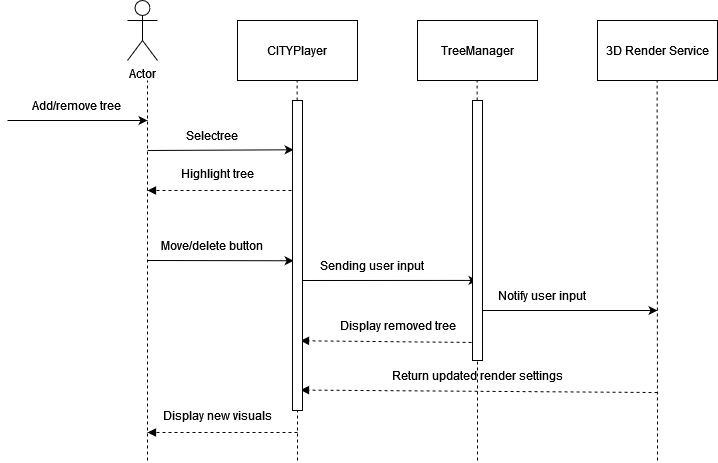 CITYPlayer
TreeManager
3D Render Service
Actor
Add/remove tree
Selectree
Highlight tree
Move/delete button
Sending user input
Notify user input
Display removed tree
Return updated render settings
Display new visuals